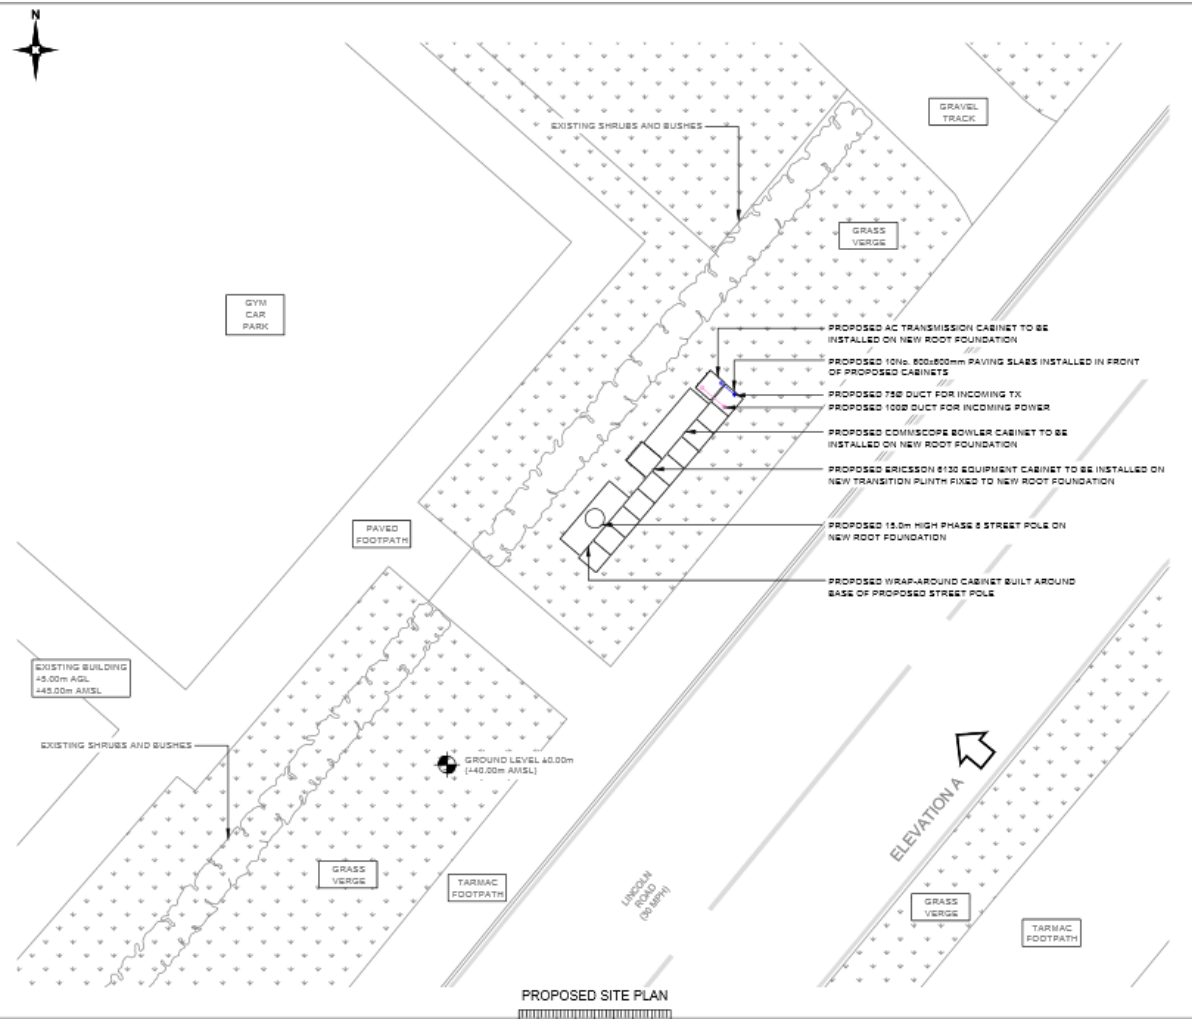 N
EXISTING SHRUBS AND BUSHES
GRAVEL
TRACK
GRASS
VERGE
GYM
CAR
PARK
PROPOSED AC TRANSMISSION CABINET TO BE
INSTALLED ON NEW ROOT FOUNDATION
PROPOSED 10No. 600x600mm PAVING SLABS INSTALLED IN FRONT
OF PROPOSED CABINETS
PROPOSED 75Ø DUCT FOR INCOMING TX
PROPOSED 100Ø DUCT FOR INCOMING POWER
PROPOSED COMMSCOPE BOWLER CABINET TO BE
INSTALLED ON NEW ROOT FOUNDATION
PROPOSED ERICSSON 6130 EQUIPMENT CABINET TO BE INSTALLED ON
NEW TRANSITION PLINTH FIXED TO NEW ROOT FOUNDATION
PROPOSED 15.0m HIGH PHASE 8 STREET POLE ON
NEW ROOT FOUNDATION
PROPOSED WRAP-AROUND CABINET BUILT AROUND
BASE OF PROPOSED STREET POLE
PAVED
FOOTPATH
EXISTING BUILDING
±5.00m AGL
±45.00m AMSL
EXISTING SHRUBS AND BUSHES
GROUND LEVEL ±0.00m
(±40.00m AMSL)
ELEVATION A
GRASS
VERGE
TARMAC
FOOTPATH
LINCOLN
ROAD
(30 MPH)
GRASS
VERGE
TARMAC
FOOTPATH
PROPOSED SITE PLAN